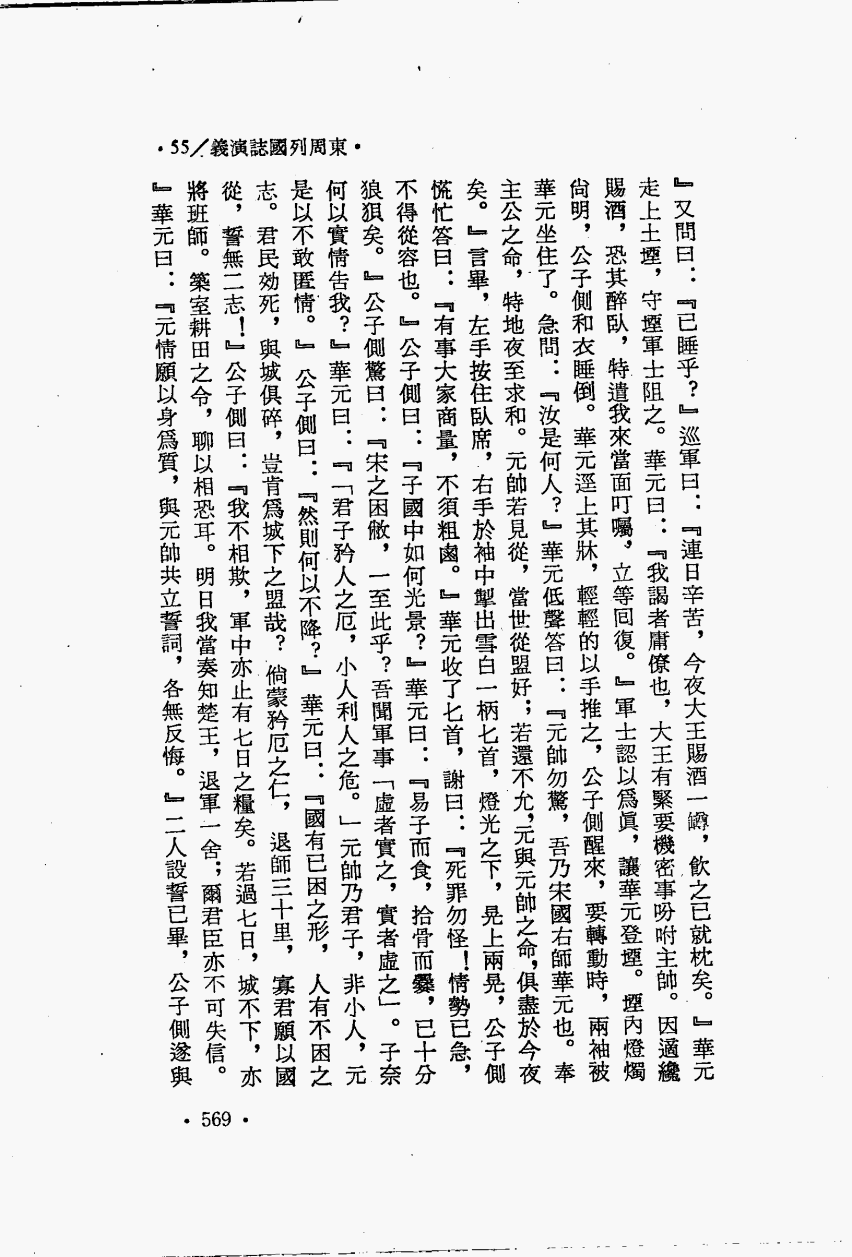 •東周列國誌演義／55•
』又問曰：『已睡乎？』巡軍曰：『連日辛苦，今夜大王賜酒一罇，飲之已就枕矣。』華元
走上土堙，守堙軍士阻之。華元曰：『我謁者庸僚也，大王有緊要機密事吩咐主帥。因適纔
賜酒，恐其醉臥，特遣我來當面叮囑，立等回復。』軍士認以爲眞，讓華元登堙。堙內燈燭
尙明，公子側和衣睡倒。華元逕上其牀，輕輕的以手推之，公子側醒來，要轉動時，兩袖被
華元坐住了。急問：『汝是何人？』華元低聲答曰：『元帥勿驚，吾乃宋國右師華元也。奉
主公之命，特地夜至求和。元帥若見從，當世從盟好；若還不允，元與元帥之命，俱盡於今夜
矣。』言畢，左手按住臥席，右手於袖中掣出雪白一柄匕首，燈光之下，晃上兩晃，公子側
慌忙答曰：『有事大家商量，不須粗鹵。』華元收了匕首，謝曰：『死罪勿怪！情勢已急，
不得從容也。』公子側曰：『子國中如何光景？』華元曰：『易子而食，拾骨而爨，已十分
狼狽矣。』公子側驚曰：『宋之困敝，一至此乎？吾聞軍事「虛者實之，實者虛之」。子奈
何以實情告我？』華元曰：『「君子矜人之厄，小人利人之危。」元帥乃君子，非小人，元
是以不敢匿情。』公子側曰：『然則何以不降？』華元曰：『國有已困之形，人有不困之
志。君民効死，與城俱碎，豈肯爲城下之盟哉？倘蒙矜厄之仁，退師三十里，寡君願以國
從，誓無二志！』公子側曰：『我不相欺，軍中亦止有七日之糧矣。若過七日，城不下，亦
將班師。築室耕田之令，聊以相恐耳。明日我當奏知楚王，退軍一舍；爾君臣亦不可失信。
』華元曰：『元情願以身爲質，與元帥共立誓詞，各無反悔。』二人設誓已畢，公子側遂與
•569•